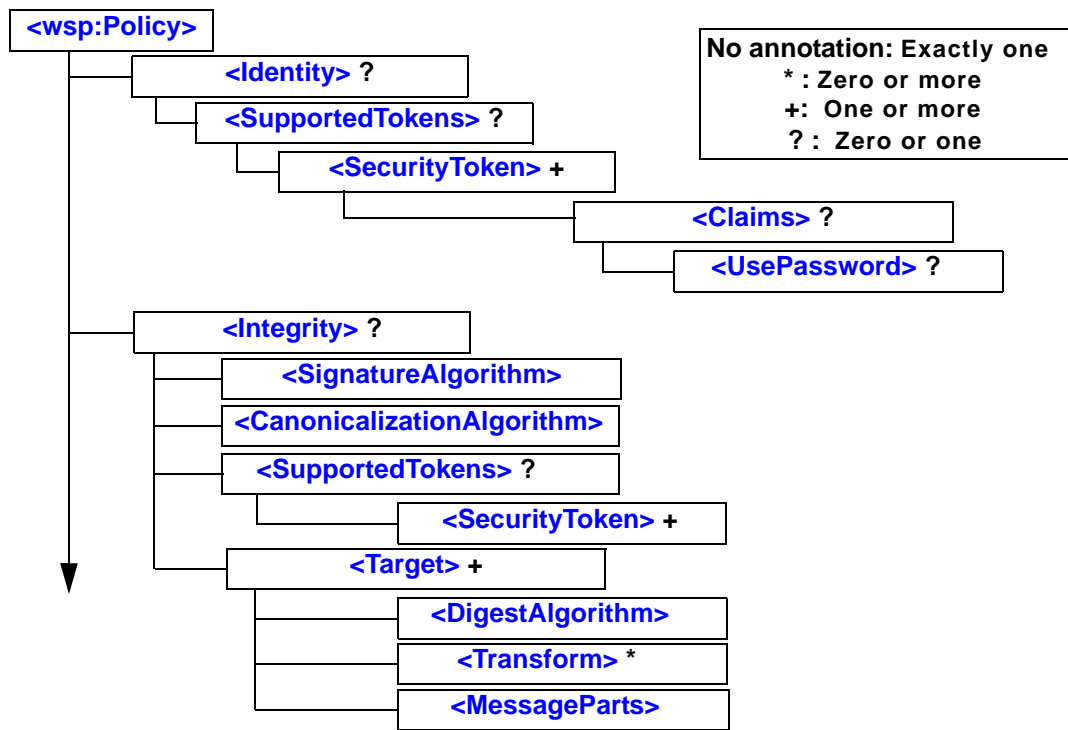 <wsp:Policy>
<Identity> ?
<SupportedTokens> ?
<SecurityToken> +
<Claims> ?
<UsePassword> ?
No annotation: Exactly one
* : Zero or more
+: One or more
? : Zero or one
<Integrity> ?
<SignatureAlgorithm>
<CanonicalizationAlgorithm>
<SupportedTokens> ?
<SecurityToken> +
<Target> +
<DigestAlgorithm>
<Transform> *
<MessageParts>